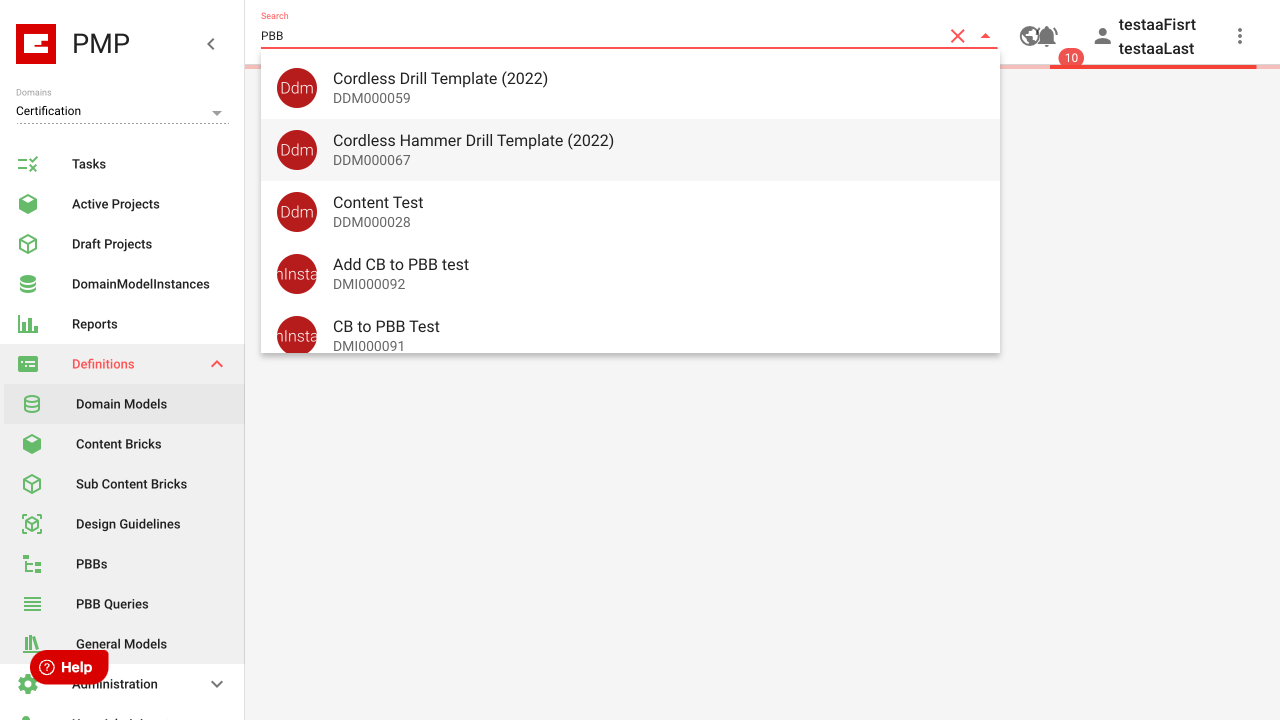 PMP
Domains
Certification
Tasks
Active Projects
Draft Projects
DomainModelInstances
Reports
Definitions
Domain Models
Content Bricks
Sub Content Bricks
Design Guidelines
PBBs
PBB Queries
General Models
Help
Administration
Search
PBB
10
testaaFisrt
testaaLast
Ddm
Cordless Drill Template (2022)
DDM000059
Ddm
Cordless Hammer Drill Template (2022)
DDM000067
Ddm
Content Test
DDM000028
nInsta
Add CB to PBB test
DMI000092
nInsta
CB to PBB Test
DMI000091